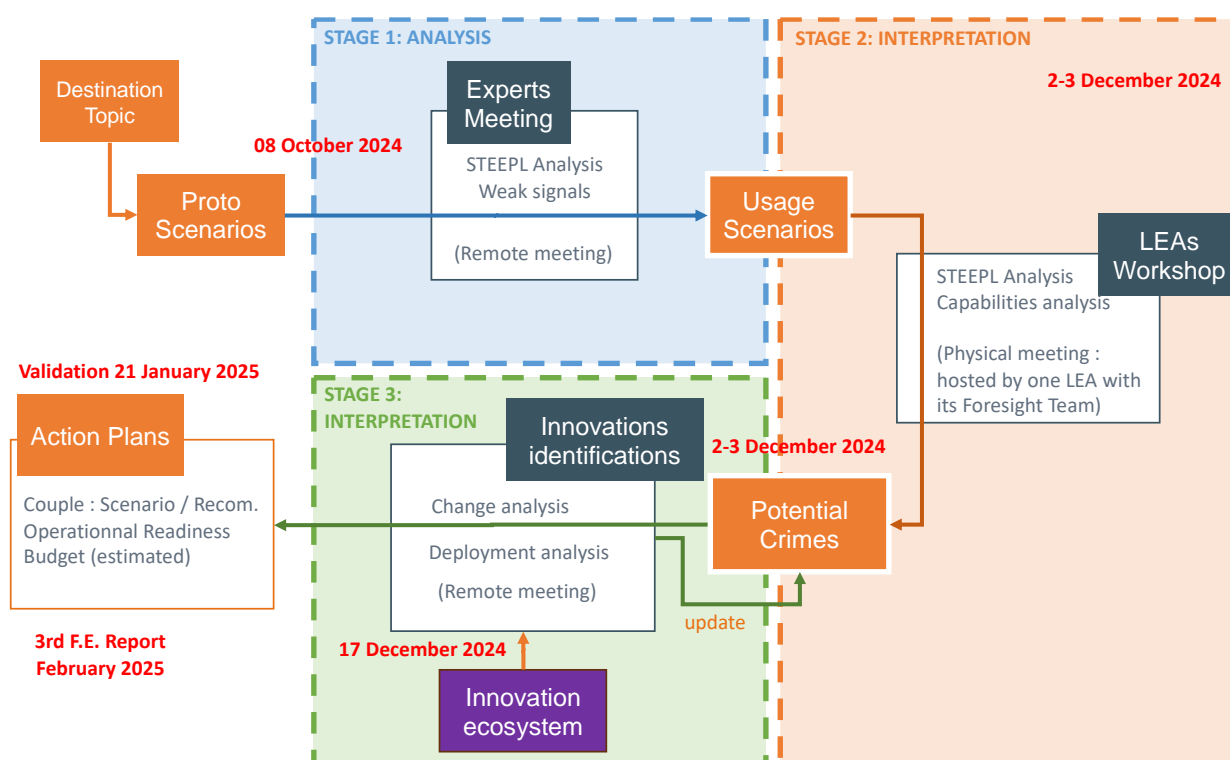 STAGE 1: ANALYSIS
STAGE 2: INTERPRETATION
Destination
Topic
Experts
Meeting
2-3 December 2024
08 October 2024
STEEPL Analysis
Weak signals
(Remote meeting)
Proto
Scenarios
Usage
Scenarios
LEAs
Workshop
STEEPL Analysis
Capabilities analysis
(Physical meeting :
hosted by one LEA with
its Foresight Team)
Validation 21 January 2025
STAGE 3:
INTERPRETATION
Action Plans
Innovations
identifications
2-3 December 2024
Couple : Scenario / Recom.
Operationnal Readiness
Budget (estimated)
Change analysis
Deployment analysis
(Remote meeting)
Potential
Crimes
update
3rd F.E. Report
February 2025
17 December 2024
Innovation
ecosystem